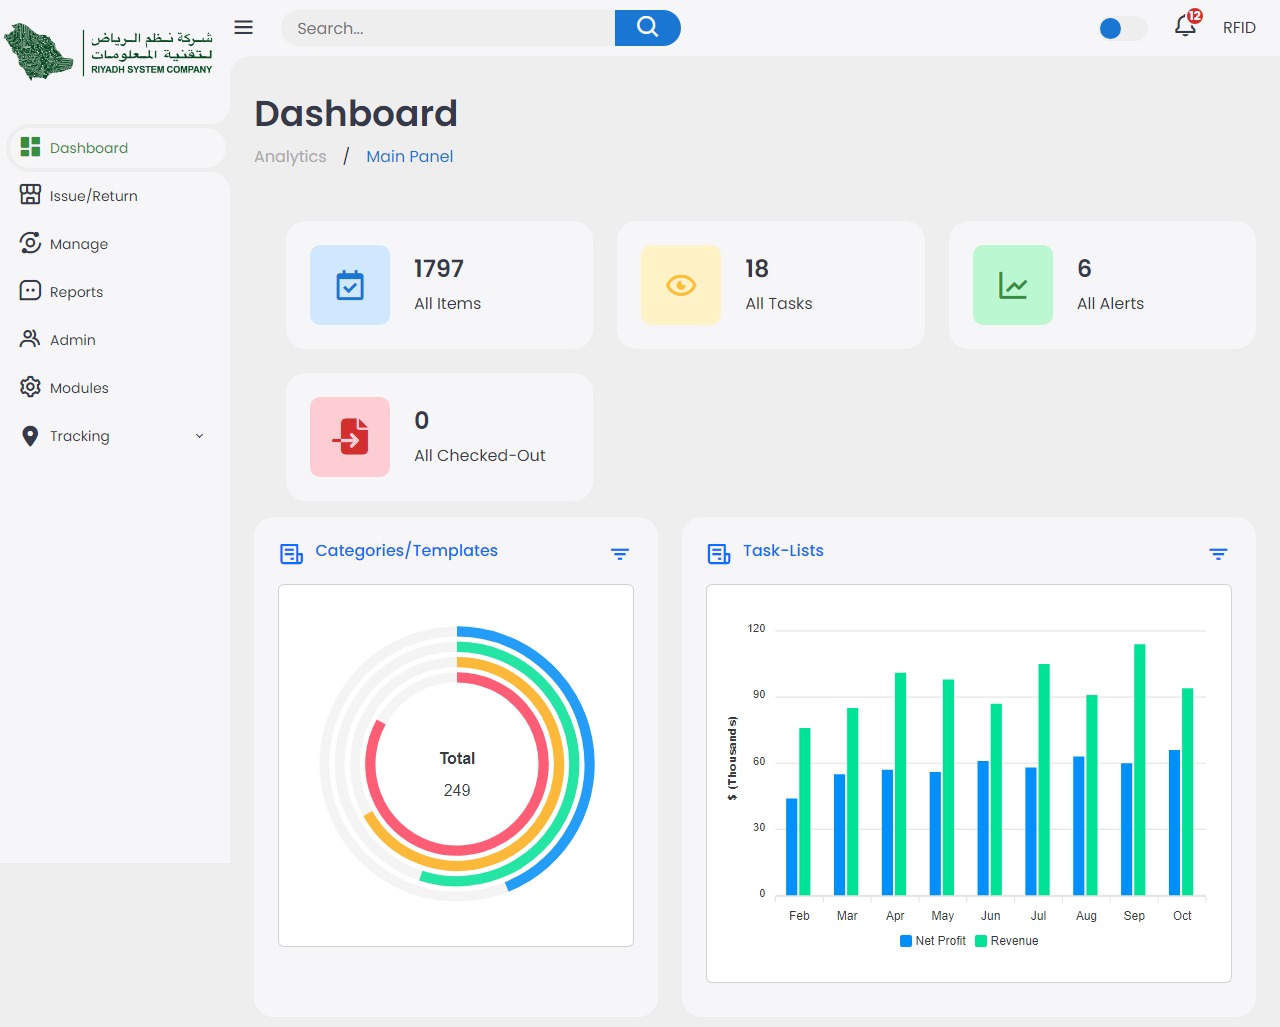 شركة نظم الرياض
لتقنية المعلومات
RIYADH SYSTEM COMPANY
Search...
12
RFID
Dashboard
Issue/Return
Manage
Reports
Admin
Modules
Tracking
Dashboard
Analytics / Main Panel
1797
All Items
18
All Tasks
6
All Alerts
0
All Checked-Out
Categories/Templates
Total
249
Task-Lists
$ (Thousands)
120
90
60
30
0
Feb Mar Apr May Jun Jul Aug Sep Oct
Net Profit Revenue